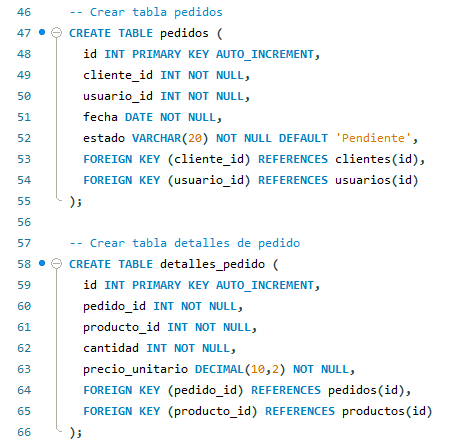 46 -- Crear tabla pedidos
47 CREATE TABLE pedidos (
48 id INT PRIMARY KEY AUTO_INCREMENT,
49 cliente_id INT NOT NULL,
50 usuario_id INT NOT NULL,
51 fecha DATE NOT NULL,
52 estado VARCHAR(20) NOT NULL DEFAULT 'Pendiente',
53 FOREIGN KEY (cliente_id) REFERENCES clientes(id),
54 FOREIGN KEY (usuario_id) REFERENCES usuarios(id)
55 );
56
57 -- Crear tabla detalles de pedido
58 CREATE TABLE detalles_pedido (
59 id INT PRIMARY KEY AUTO_INCREMENT,
60 pedido_id INT NOT NULL,
61 producto_id INT NOT NULL,
62 cantidad INT NOT NULL,
63 precio_unitario DECIMAL(10,2) NOT NULL,
64 FOREIGN KEY (pedido_id) REFERENCES pedidos(id),
65 FOREIGN KEY (producto_id) REFERENCES productos(id)
66 );